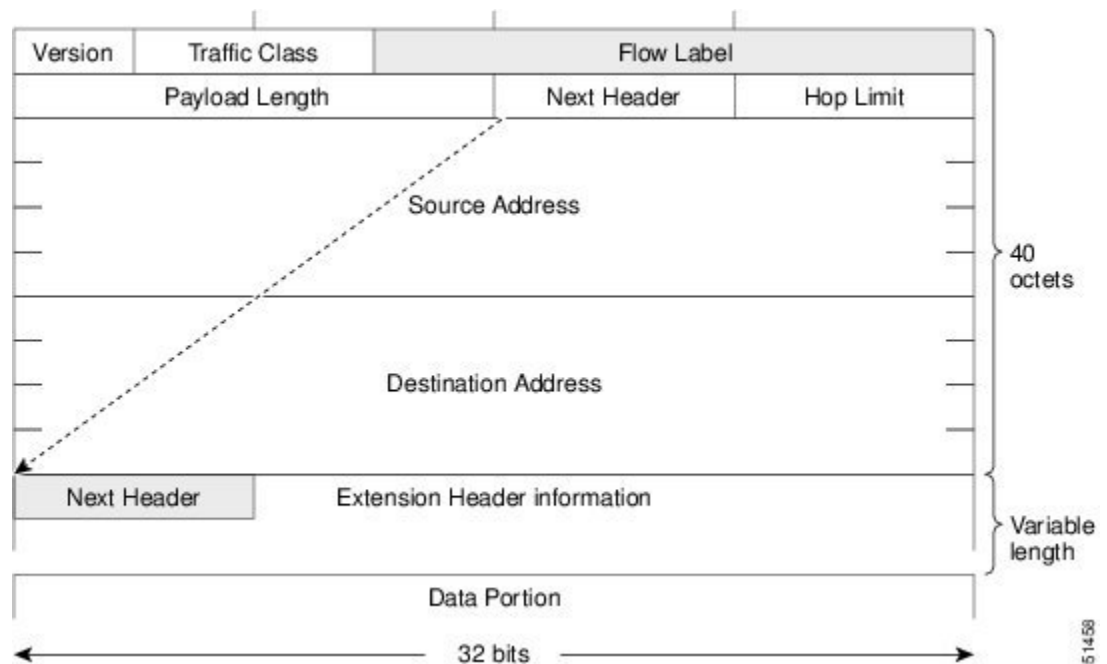 Version Traffic Class Flow Label
Payload Length Next Header Hop Limit
Source Address
40
octets
Destination Address
Next Header Extension Header information
Variable
length
Data Portion
32 bits
51458